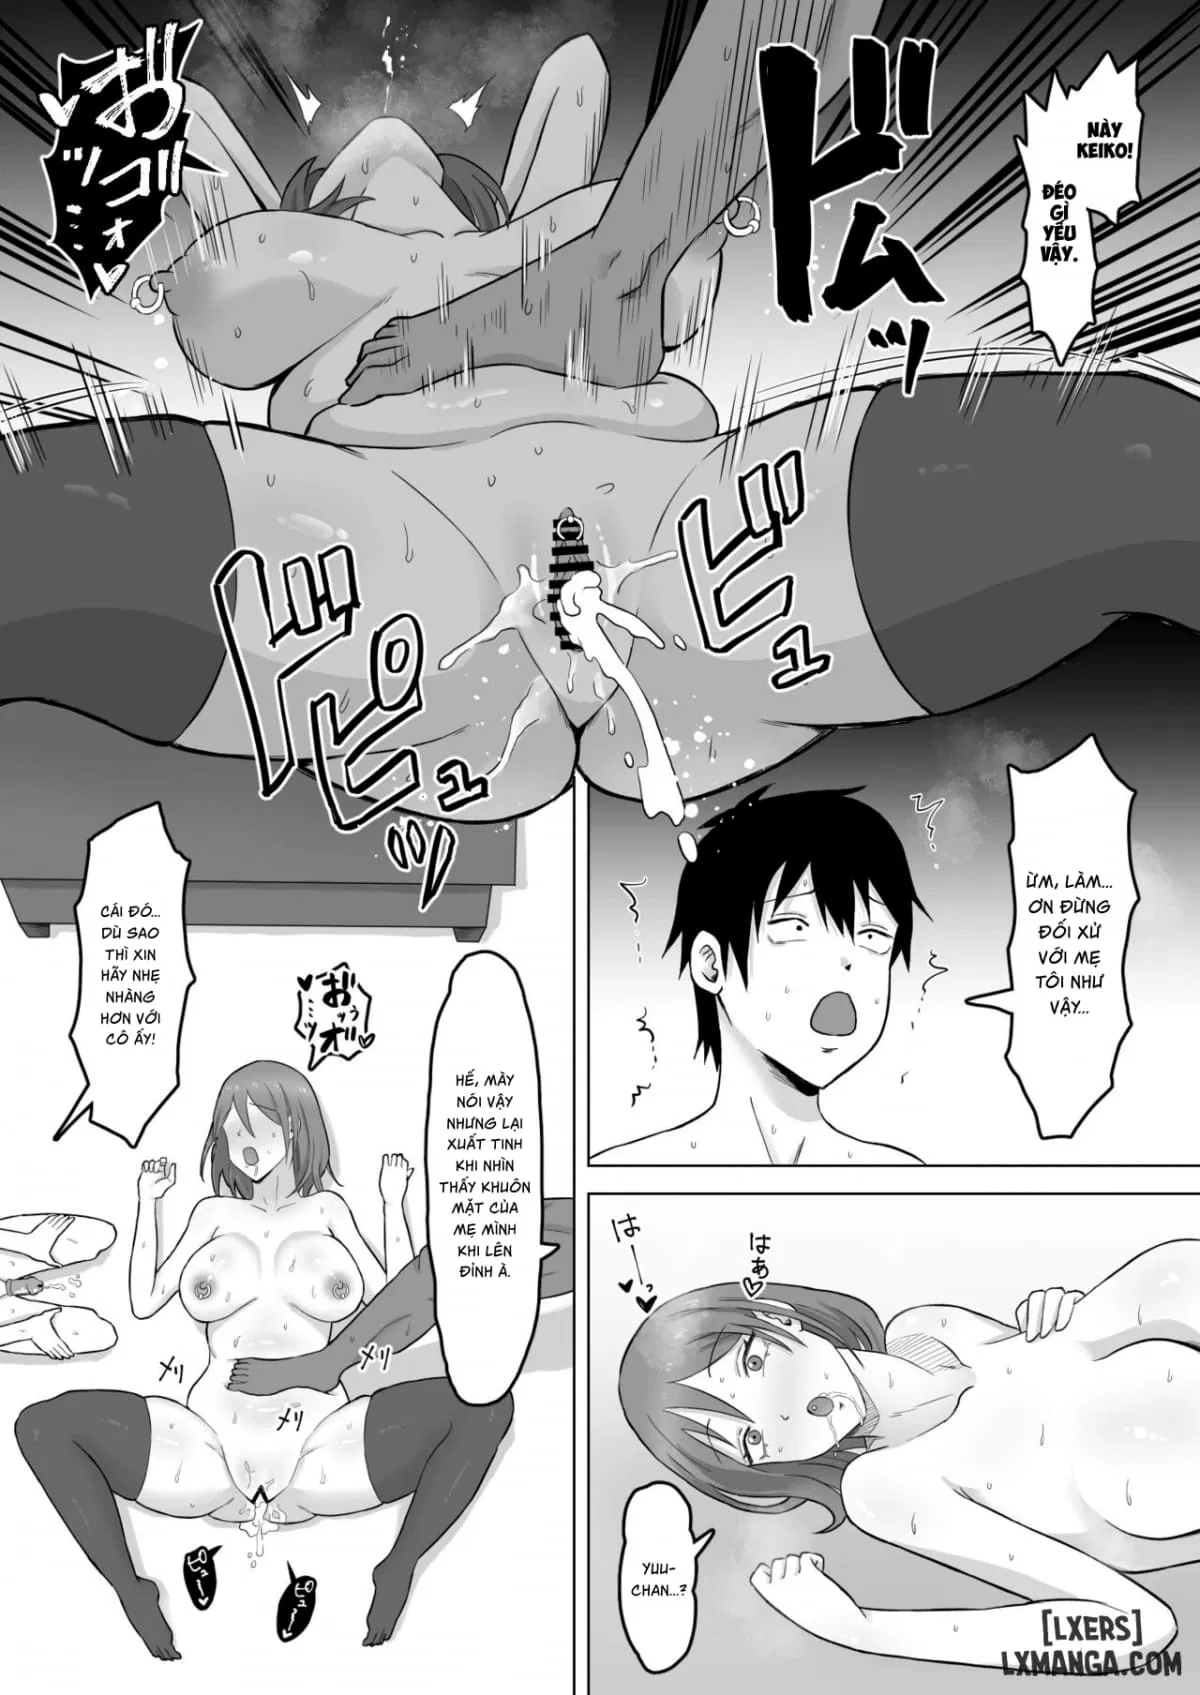 NÀY
KEIKO!
ĐÉO
GÌ
YẾU
VẬY.
お
ドムッ
ビュ
ビュ
ピュ
ỪM, LÀM...
ƠN ĐỪNG
ĐỐI XỬ
VỚI MẸ
TÔI NHƯ
VẬY...
CÁI ĐÓ...
DÙ SAO
THÌ XIN
HÃY NHẸ
NHÀNG
HƠN VỚI
CÔ ẤY!
HẾ, MÀY
NÓI VẬY
NHƯNG LẠI
XUẤT TINH
KHI NHÌN
THẤY KHUÔN
MẶT CỦA
MẸ MÌNH
KHI LÊN
ĐỈNH À.
メリ
メリ
メリ
はーっ
はあ
YUU-
CHAN...?
[LXERS]
LXMANGA.COM